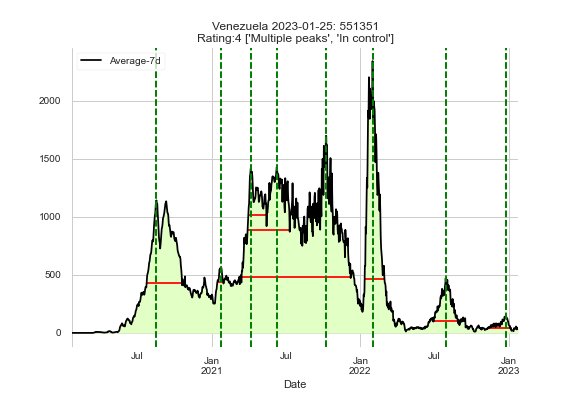 Venezuela 2023-01-25: 551351
Rating:4 ['Multiple peaks', 'In control']
Average-7d
2000
1500
1000
500
0
Jul
Jan
2021
Jul
Jan
2022
Jul
Jan
2023
Date